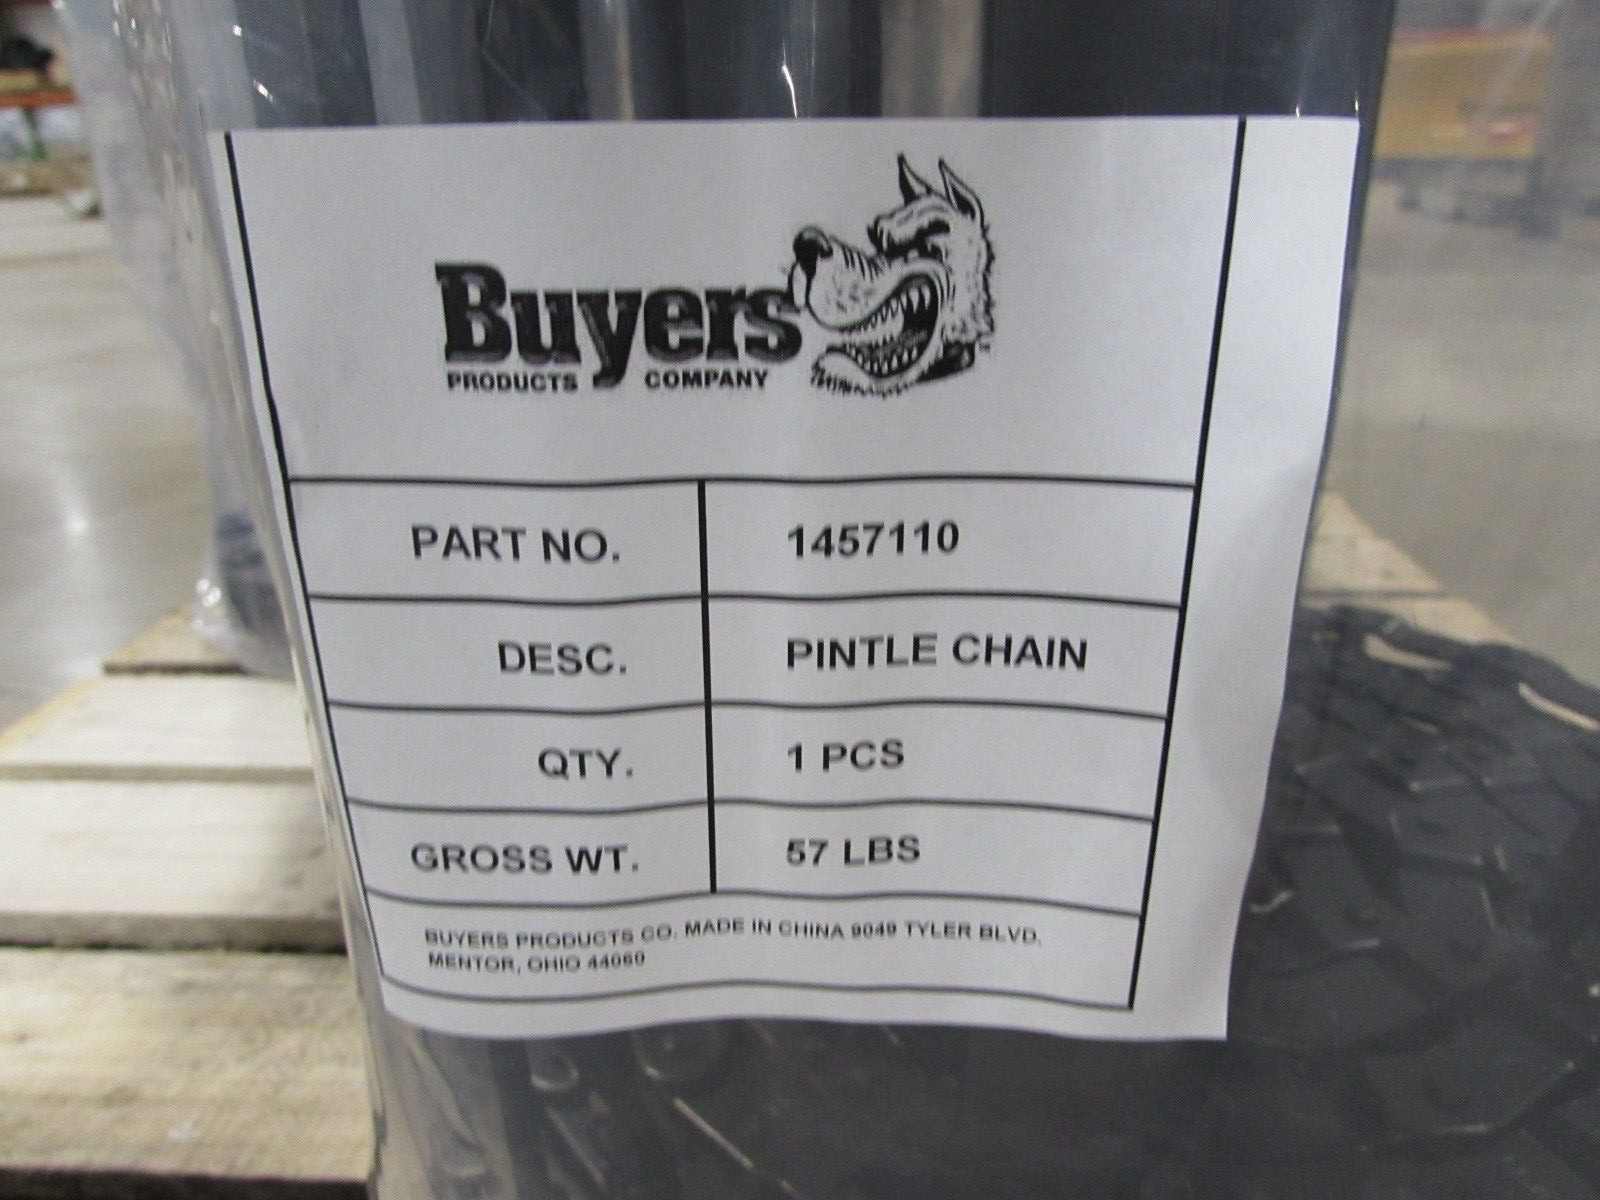 Buyers
PRODUCTS COMPANY
PART NO. 1457110
DESC. PINTLE CHAIN
QTY. 1 PCS
GROSS WT. 57 LBS
BUYERS PRODUCTS CO. MADE IN CHINA 9049 TYLER BLVD.
MENTOR, OHIO 44060